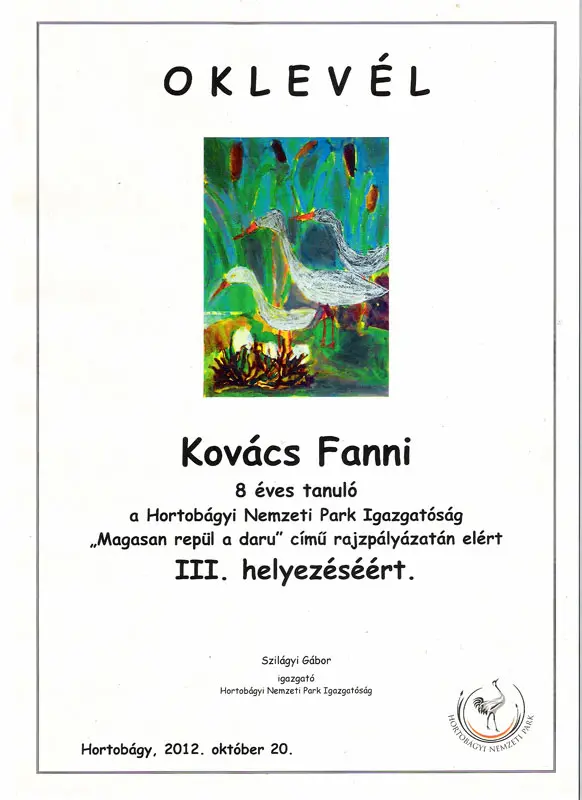 OKLEVÉL
Kovács Fanni
8 éves tanuló
a Hortobágyi Nemzeti Park Igazgatóság
„Magasan repül a daru” című rajzpályázatán elért
III. helyezéséért.
Szilágyi Gábor
igazgató
Hortobágyi Nemzeti Park Igazgatóság
HORTOBÁGYI NEMZETI PARK
Hortobágy, 2012. október 20.